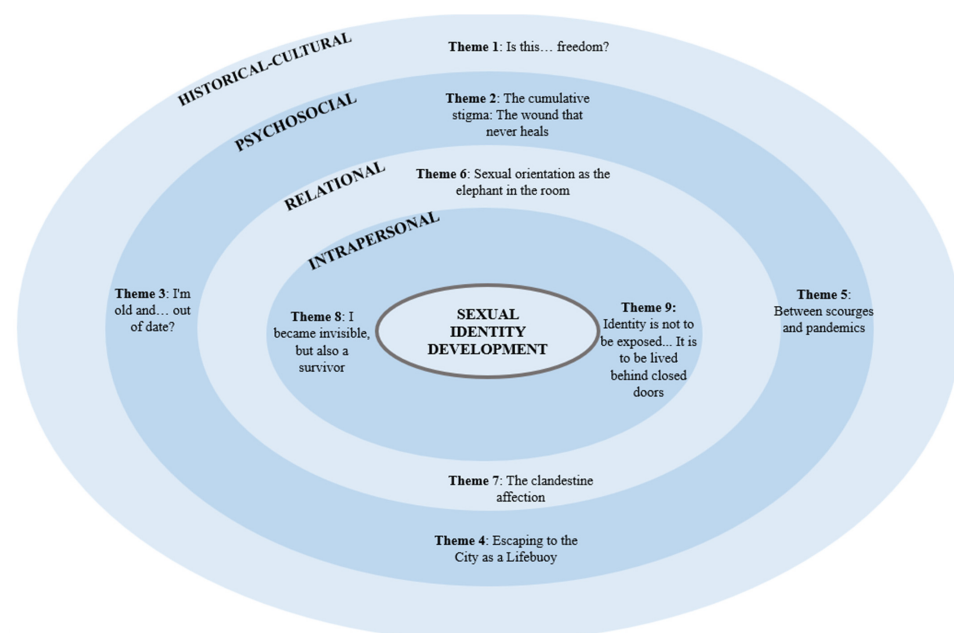 HISTORICAL-CULTURAL
Theme 1: Is this… freedom?
PSYCHOSOCIAL
Theme 2: The cumulative
stigma: The wound that
never heals
RELATIONAL
Theme 6: Sexual orientation as the
elephant in the room
INTRAPERSONAL
Theme 3: I'm
old and… out
of date?
Theme 8: I
became invisible,
but also a
survivor
SEXUAL
IDENTITY
DEVELOPMENT
Theme 9:
Identity is not to
be exposed... It is
to be lived
behind closed
doors
Theme 5:
Between scourges
and pandemics
Theme 7: The clandestine
affection
Theme 4: Escaping to the
City as a Lifebuoy